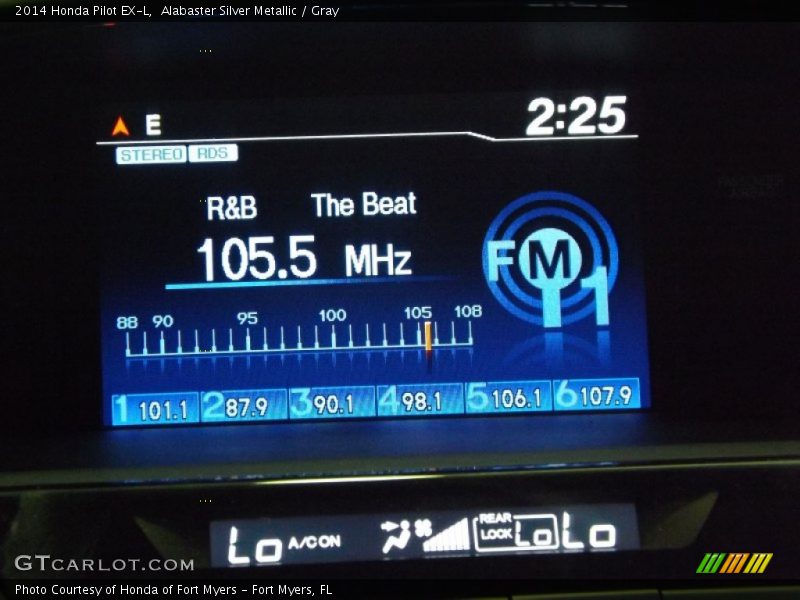 2014 Honda Pilot EX-L,  Alabaster Silver Metallic / Gray
E
2:25
STEREO RDS
R&B The Beat
105.5 MHz
FM1
88 90 95 100 105 108
1 101.1 2 87.9 3 90.1 4 98.1 5 106.1 6 107.9
Lo A/C ON REAR LOCK Lo Lo
GTCARLOT.COM
Photo Courtesy of Honda of Fort Myers - Fort Myers, FL